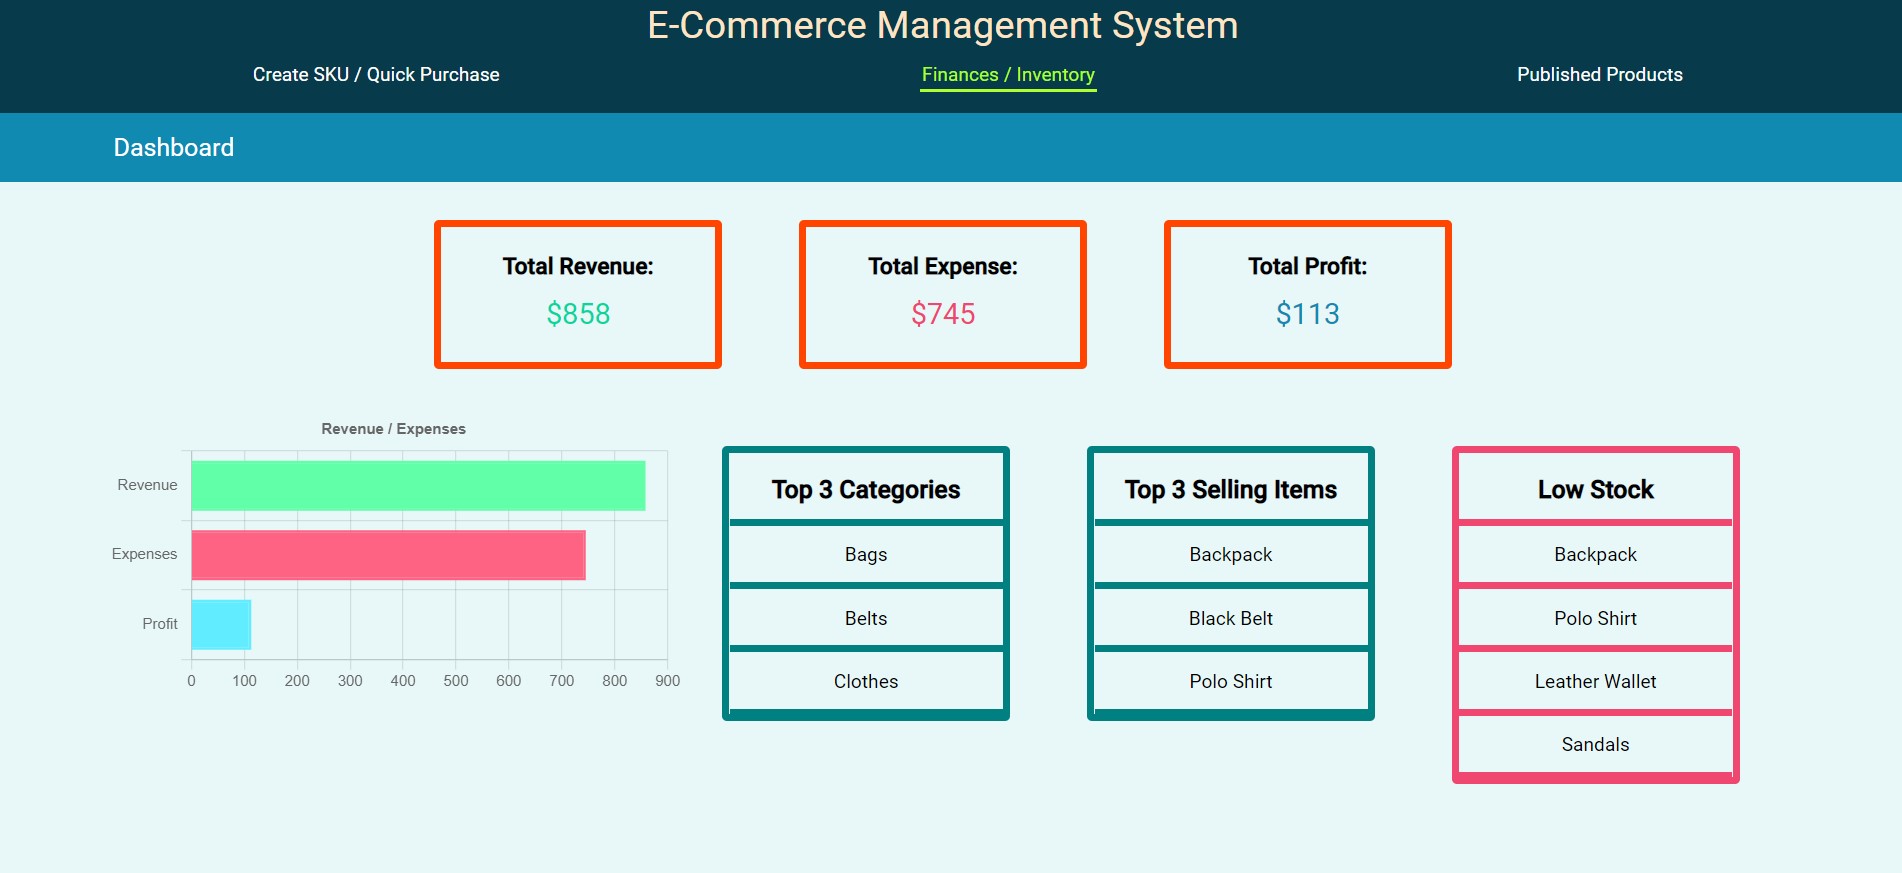 E-Commerce Management System
Create SKU / Quick Purchase
Finances / Inventory
Published Products
Dashboard
Total Revenue:
$858
Total Expense:
$745
Total Profit:
$113
Revenue / Expenses
Revenue
Expenses
Profit
0 100 200 300 400 500 600 700 800 900
Top 3 Categories
Bags
Belts
Clothes
Top 3 Selling Items
Backpack
Black Belt
Polo Shirt
Low Stock
Backpack
Polo Shirt
Leather Wallet
Sandals